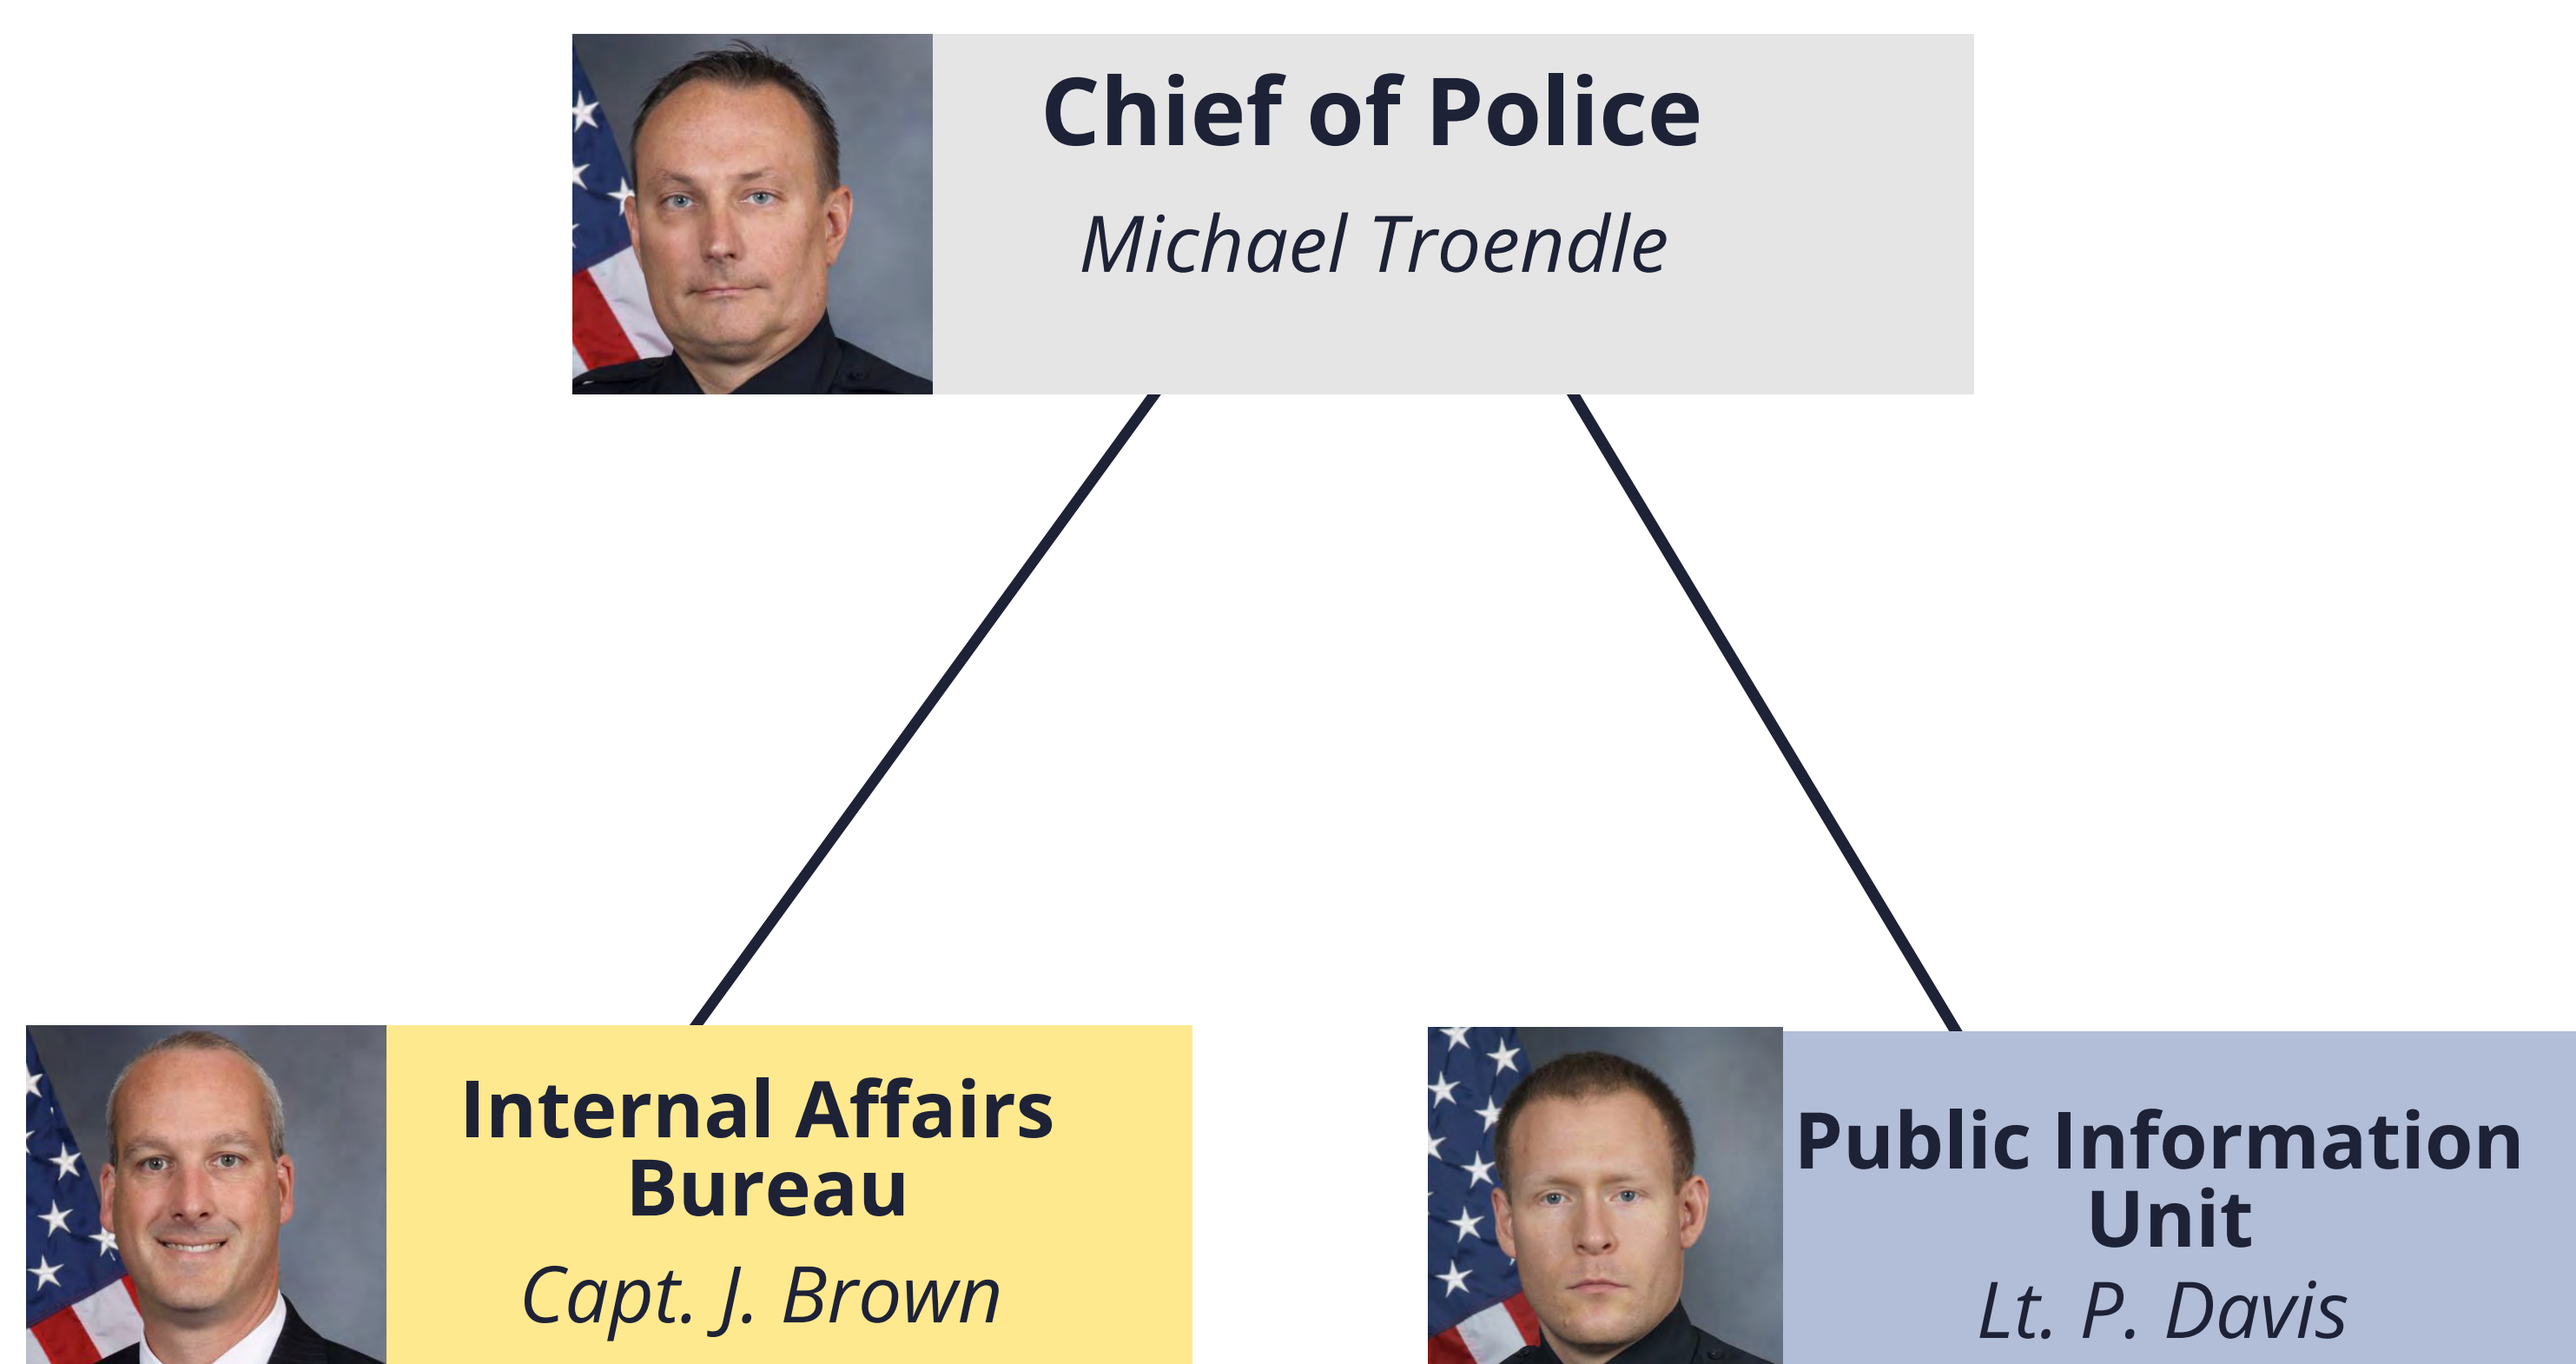 Chief of Police
Michael Troendle
Internal Affairs
Bureau
Capt. J. Brown
Public Information
Unit
Lt. P. Davis